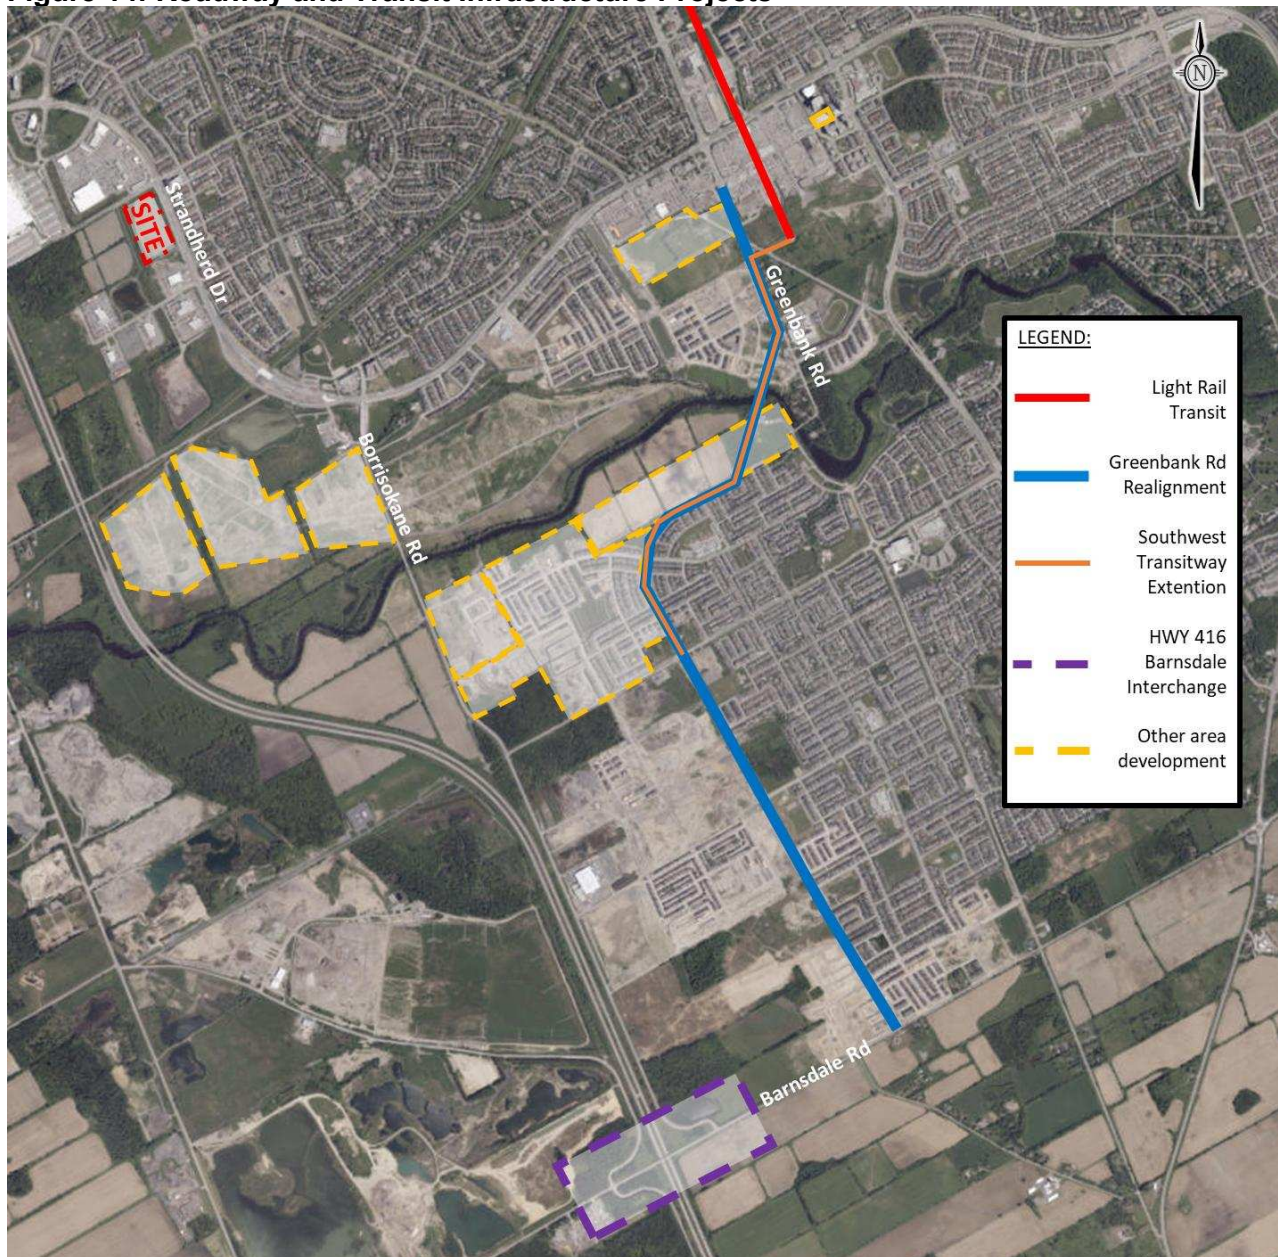 N
Strandherd Dr
SITE
Greenbank Rd
LEGEND:
Light Rail
Transit
Greenbank Rd
Realignment
Southwest
Transitway
Extention
HWY 416
Barnsdale
Interchange
Other area
development
Borrisokane Rd
Barnsdale Rd